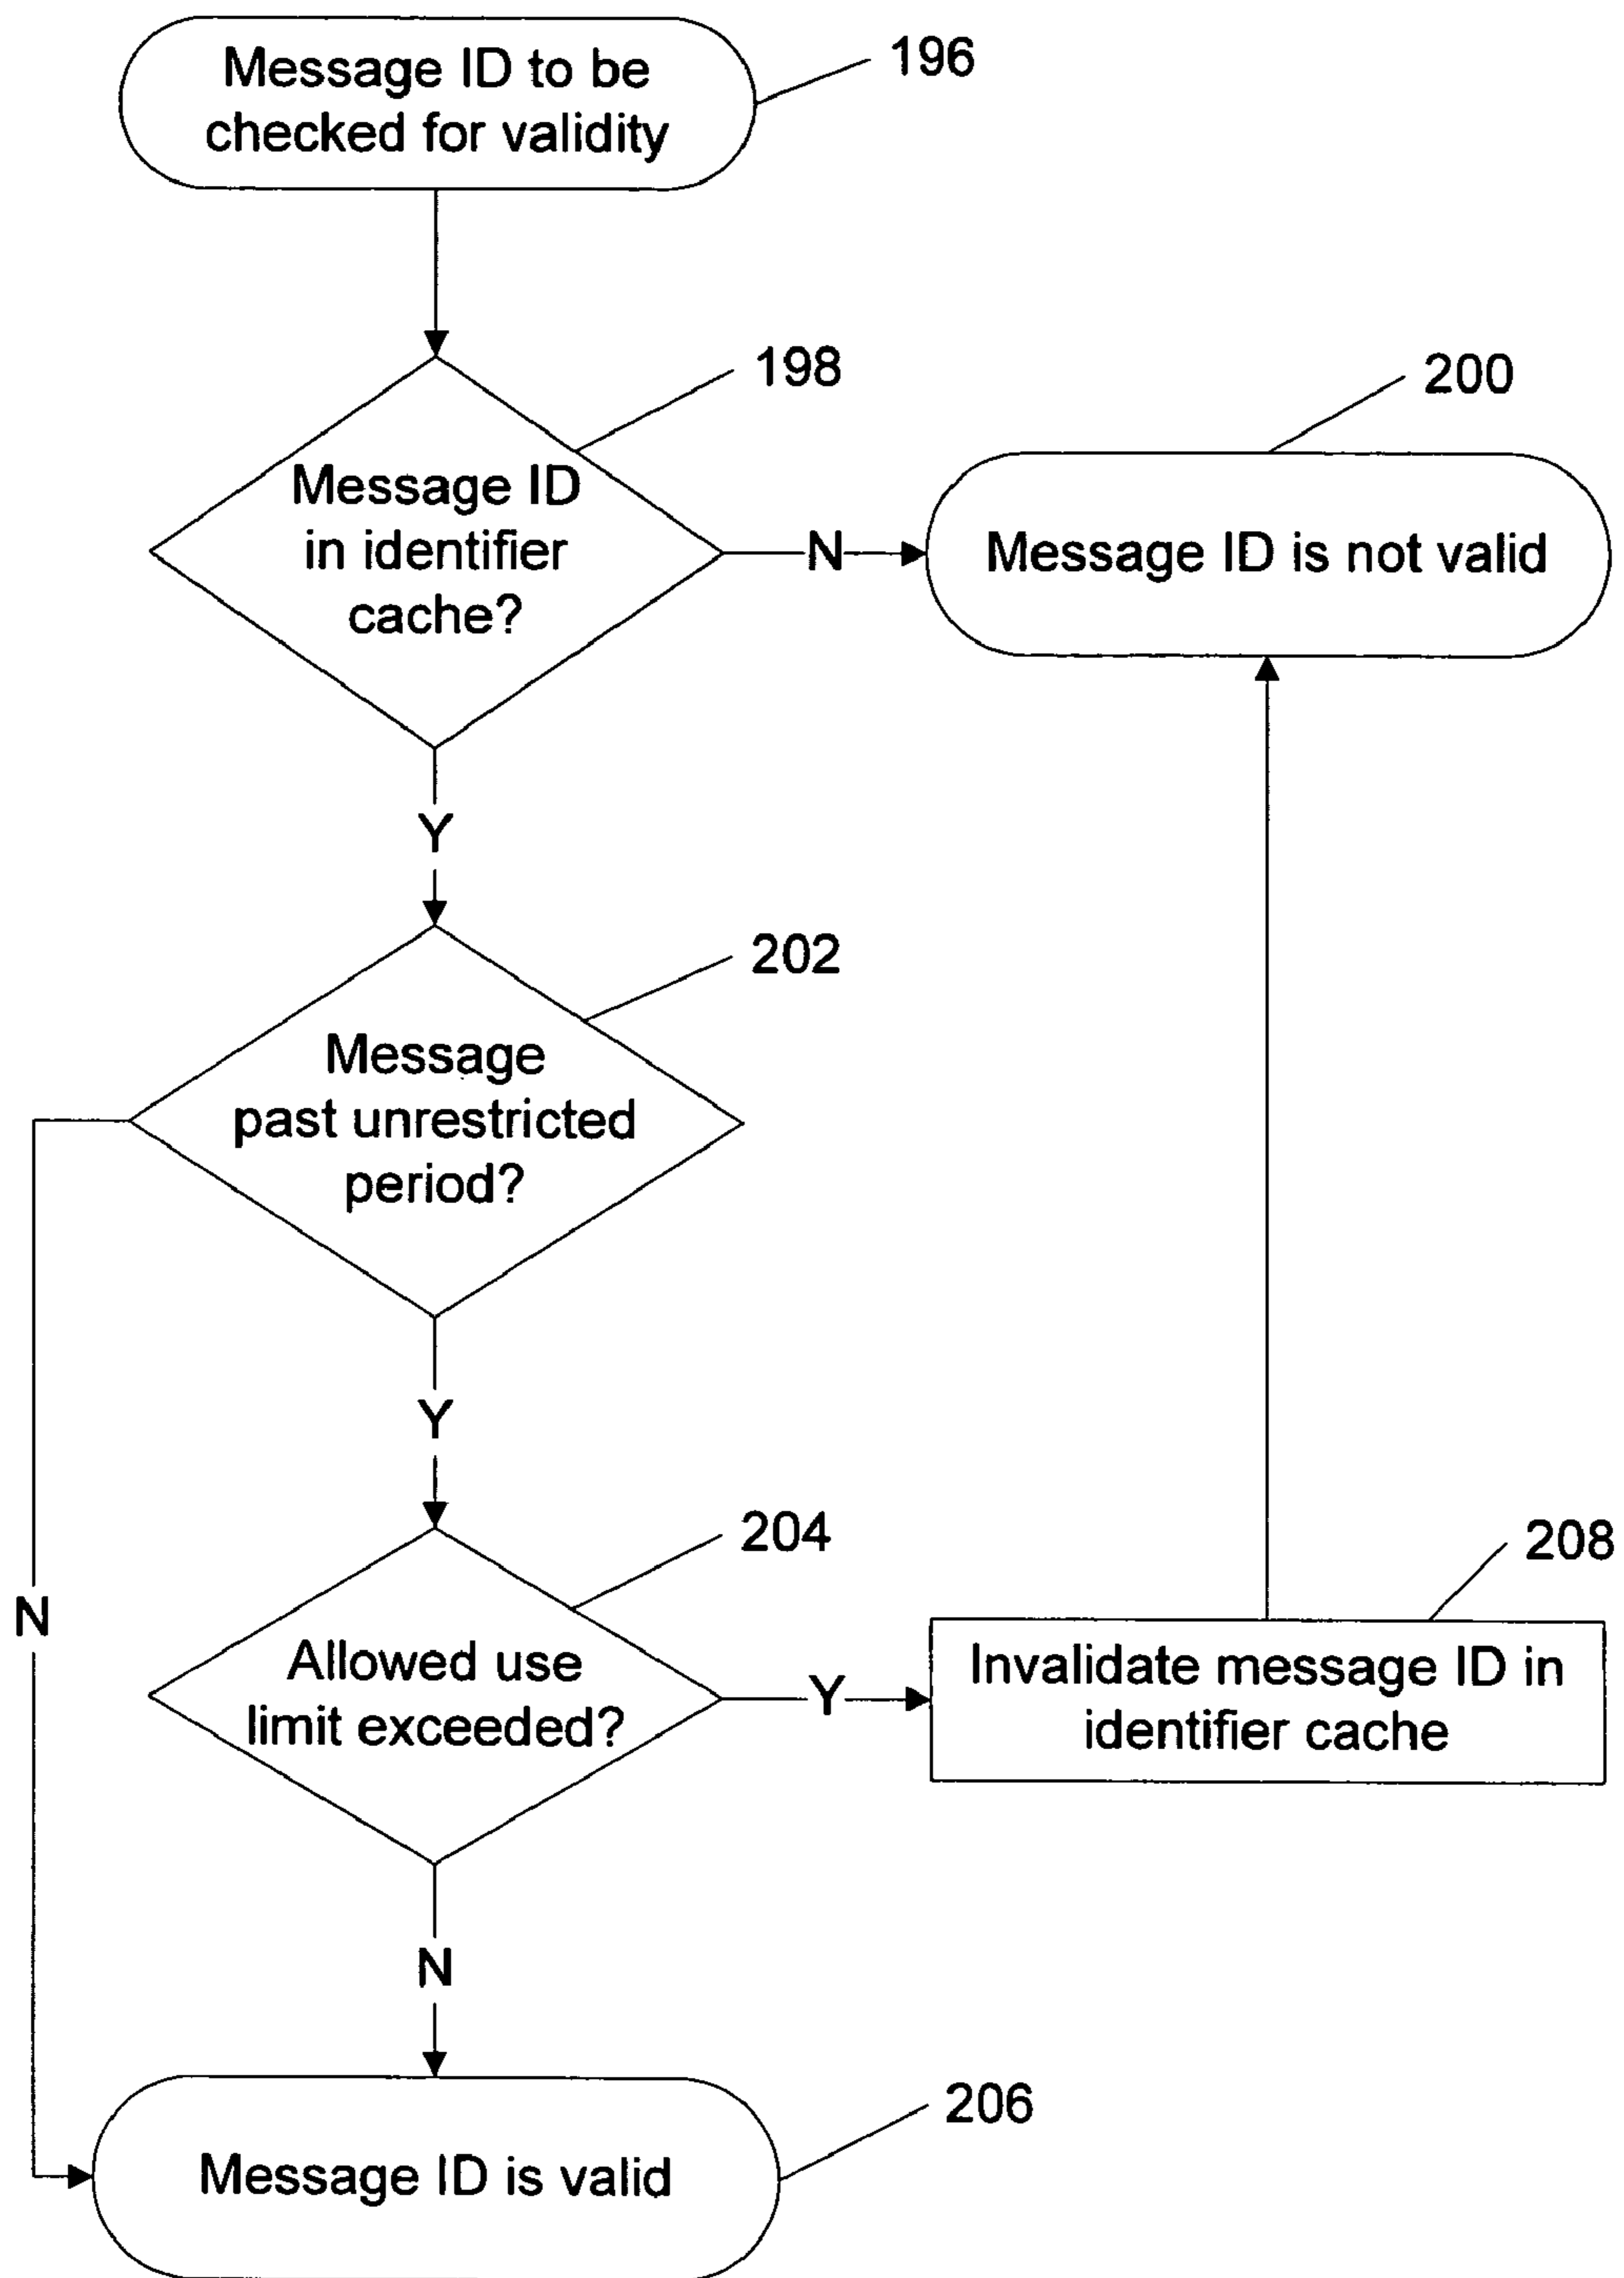 Message ID to be
checked for validity
196
198
Message ID
in identifier
cache?
N
200
Message ID is not valid
Y
202
Message
past unrestricted
period?
Y
N
204
Allowed use
limit exceeded?
Y
208
Invalidate message ID in
identifier cache
N
206
Message ID is valid